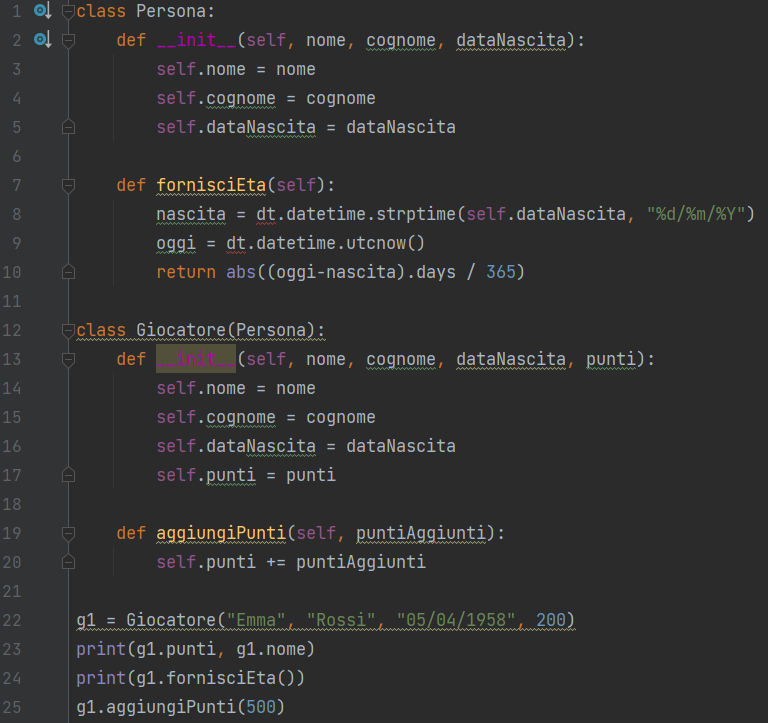 1 class Persona:
2     def __init__(self, nome, cognome, dataNascita):
3         self.nome = nome
4         self.cognome = cognome
5         self.dataNascita = dataNascita
6
7     def fornisciEta(self):
8         nascita = dt.datetime.strptime(self.dataNascita, "%d/%m/%Y")
9         oggi = dt.datetime.utcnow()
10         return abs((oggi-nascita).days / 365)
11
12 class Giocatore(Persona):
13     def __init__(self, nome, cognome, dataNascita, punti):
14         self.nome = nome
15         self.cognome = cognome
16         self.dataNascita = dataNascita
17         self.punti = punti
18
19     def aggiungiPunti(self, puntiAggiunti):
20         self.punti += puntiAggiunti
21
22 g1 = Giocatore("Emma", "Rossi", "05/04/1958", 200)
23 print(g1.punti, g1.nome)
24 print(g1.fornisciEta())
25 g1.aggiungiPunti(500)